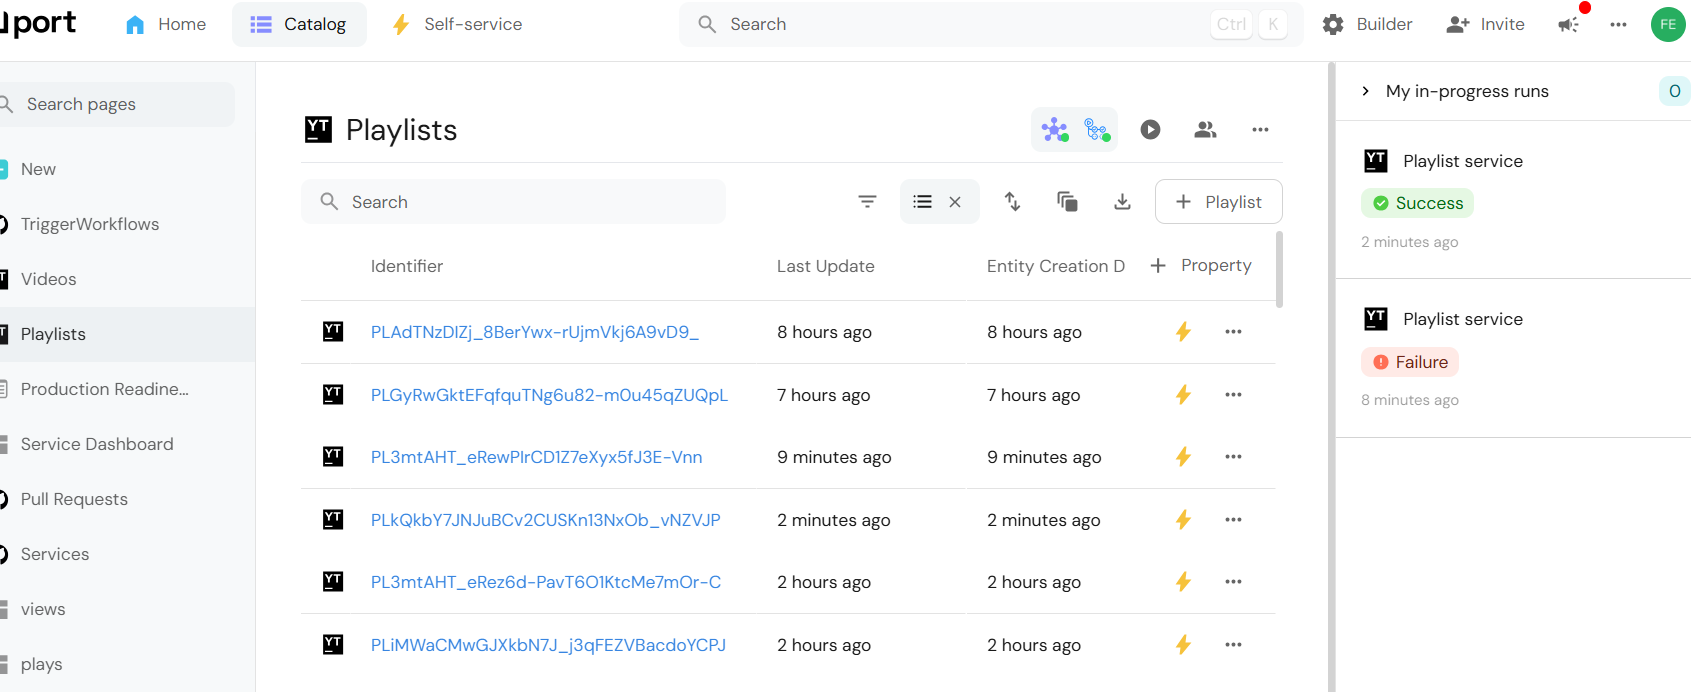 port
Home
Catalog
Self-service
Search
Ctrl
K
Builder
Invite
FE
Search pages
New
TriggerWorkflows
Videos
Playlists
Production Readine...
Service Dashboard
Pull Requests
Services
views
plays
YT Playlists
Search
+ Playlist
Identifier Last Update Entity Creation D + Property
YT PLAdTNzDIZj_8BerYwx-rUjmVkj6A9vD9_ 8 hours ago 8 hours ago
YT PLGyRwGktEFqfquTNg6u82-m0u45qZUQpL 7 hours ago 7 hours ago
YT PL3mtAHT_eRewPIrCD1Z7eXyx5fJ3E-Vnn 9 minutes ago 9 minutes ago
YT PLkQkbY7JNJuBCv2CUSKn13NxOb_vNZVJP 2 minutes ago 2 minutes ago
YT PL3mtAHT_eRez6d-PavT6O1KtcMe7mOr-C 2 hours ago 2 hours ago
YT PLiMWaCMwGJXkbN7J_j3qFEZVBacdoYCPJ 2 hours ago 2 hours ago
My in-progress runs 0
YT Playlist service
Success
2 minutes ago
YT Playlist service
Failure
8 minutes ago